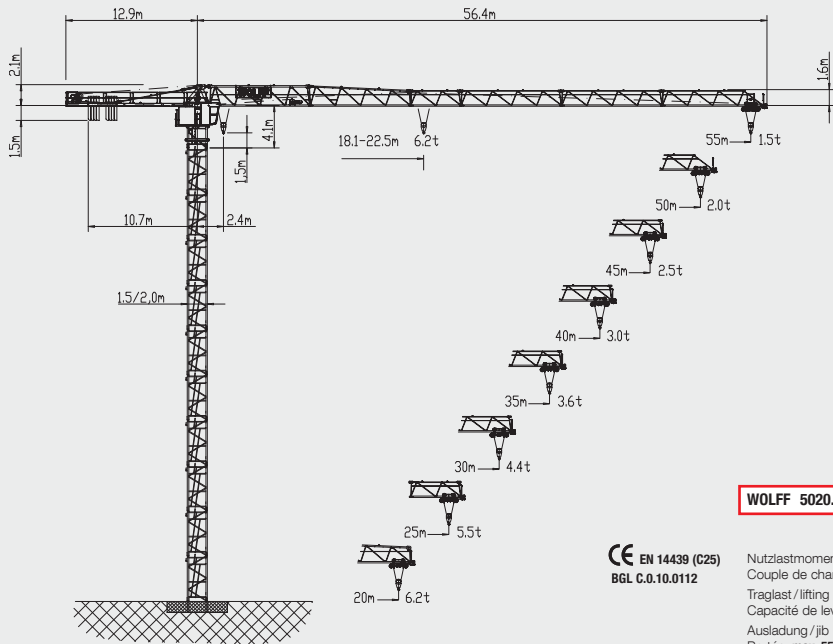 12.9m
56.4m
2.1m
1.6m
1.5m
4.1m
1.5m
18.1-22.5m
6.2t
55m
1.5t
50m
2.0t
10.7m
2.4m
45m
2.5t
1.5/2,0m
40m
3.0t
35m
3.6t
30m
4.4t
WOLFF 5020.
25m
5.5t
CE EN 14439 (C25)
BGL C.0.10.0112
Nutzlastmomen
Couple de char
Traglast / lifting
Capacité de lev
20m
6.2t
Ausladung / jib